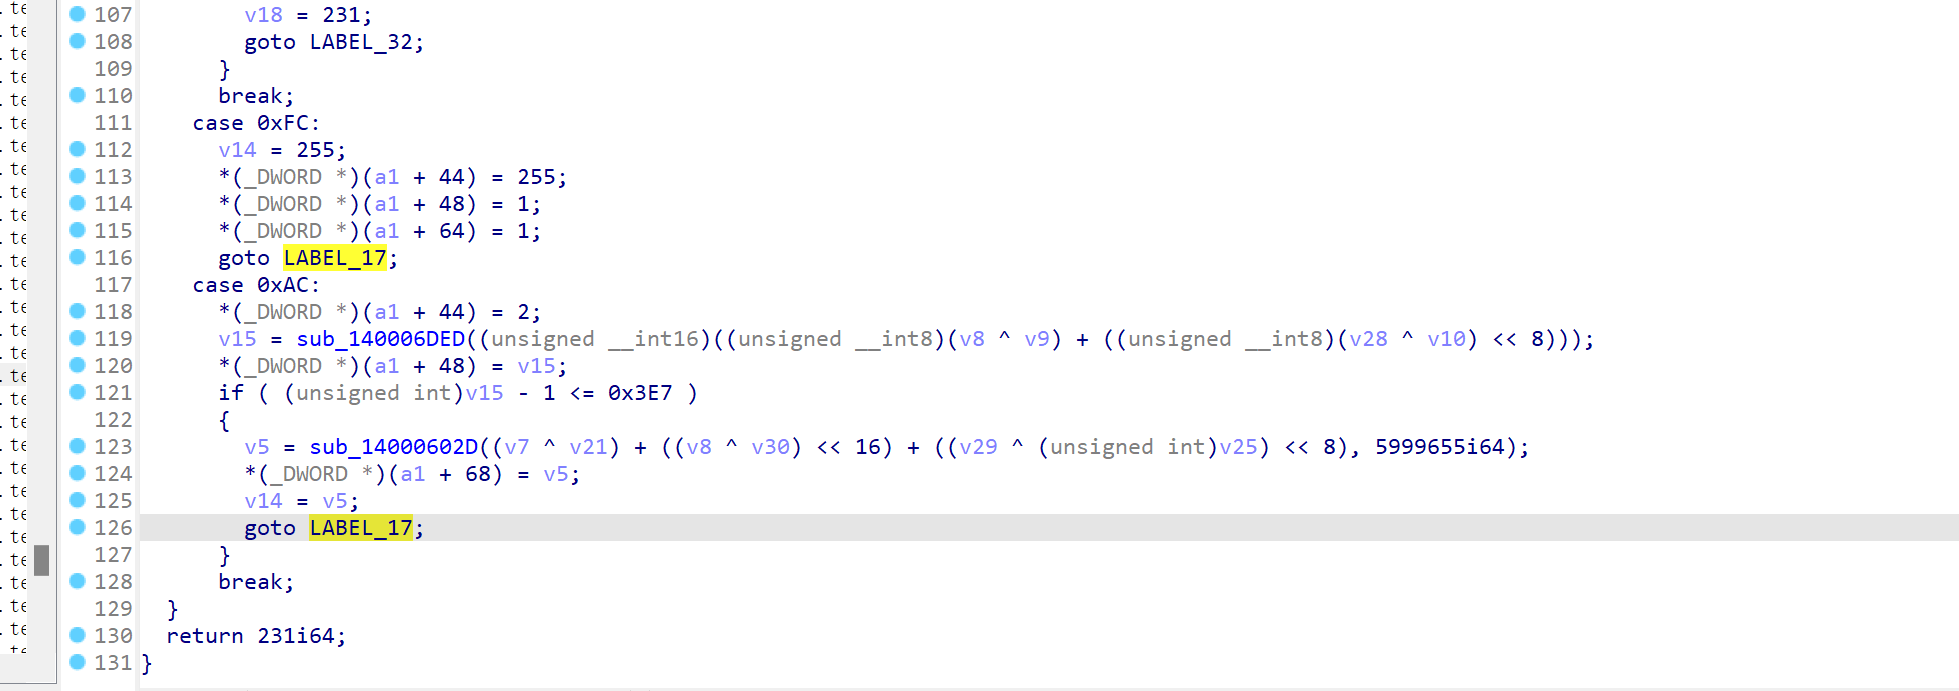 107 v18 = 231;
108 goto LABEL_32;
109 }
110 break;
111 case 0xFC:
112 v14 = 255;
113 *(_DWORD *)(a1 + 44) = 255;
114 *(_DWORD *)(a1 + 48) = 1;
115 *(_DWORD *)(a1 + 64) = 1;
116 goto LABEL_17;
117 case 0xAC:
118 *(_DWORD *)(a1 + 44) = 2;
119 v15 = sub_140006DED((unsigned __int16)((unsigned __int8)(v8 ^ v9) + ((unsigned __int8)(v28 ^ v10) << 8)));
120 *(_DWORD *)(a1 + 48) = v15;
121 if ( (unsigned int)v15 - 1 <= 0x3E7 )
122 {
123 v5 = sub_14000602D((v7 ^ v21) + ((v8 ^ v30) << 16) + ((v29 ^ (unsigned int)v25) << 8), 5999655i64);
124 *(_DWORD *)(a1 + 68) = v5;
125 v14 = v5;
126 goto LABEL_17;
127 }
128 break;
129 }
130 return 231i64;
131 }